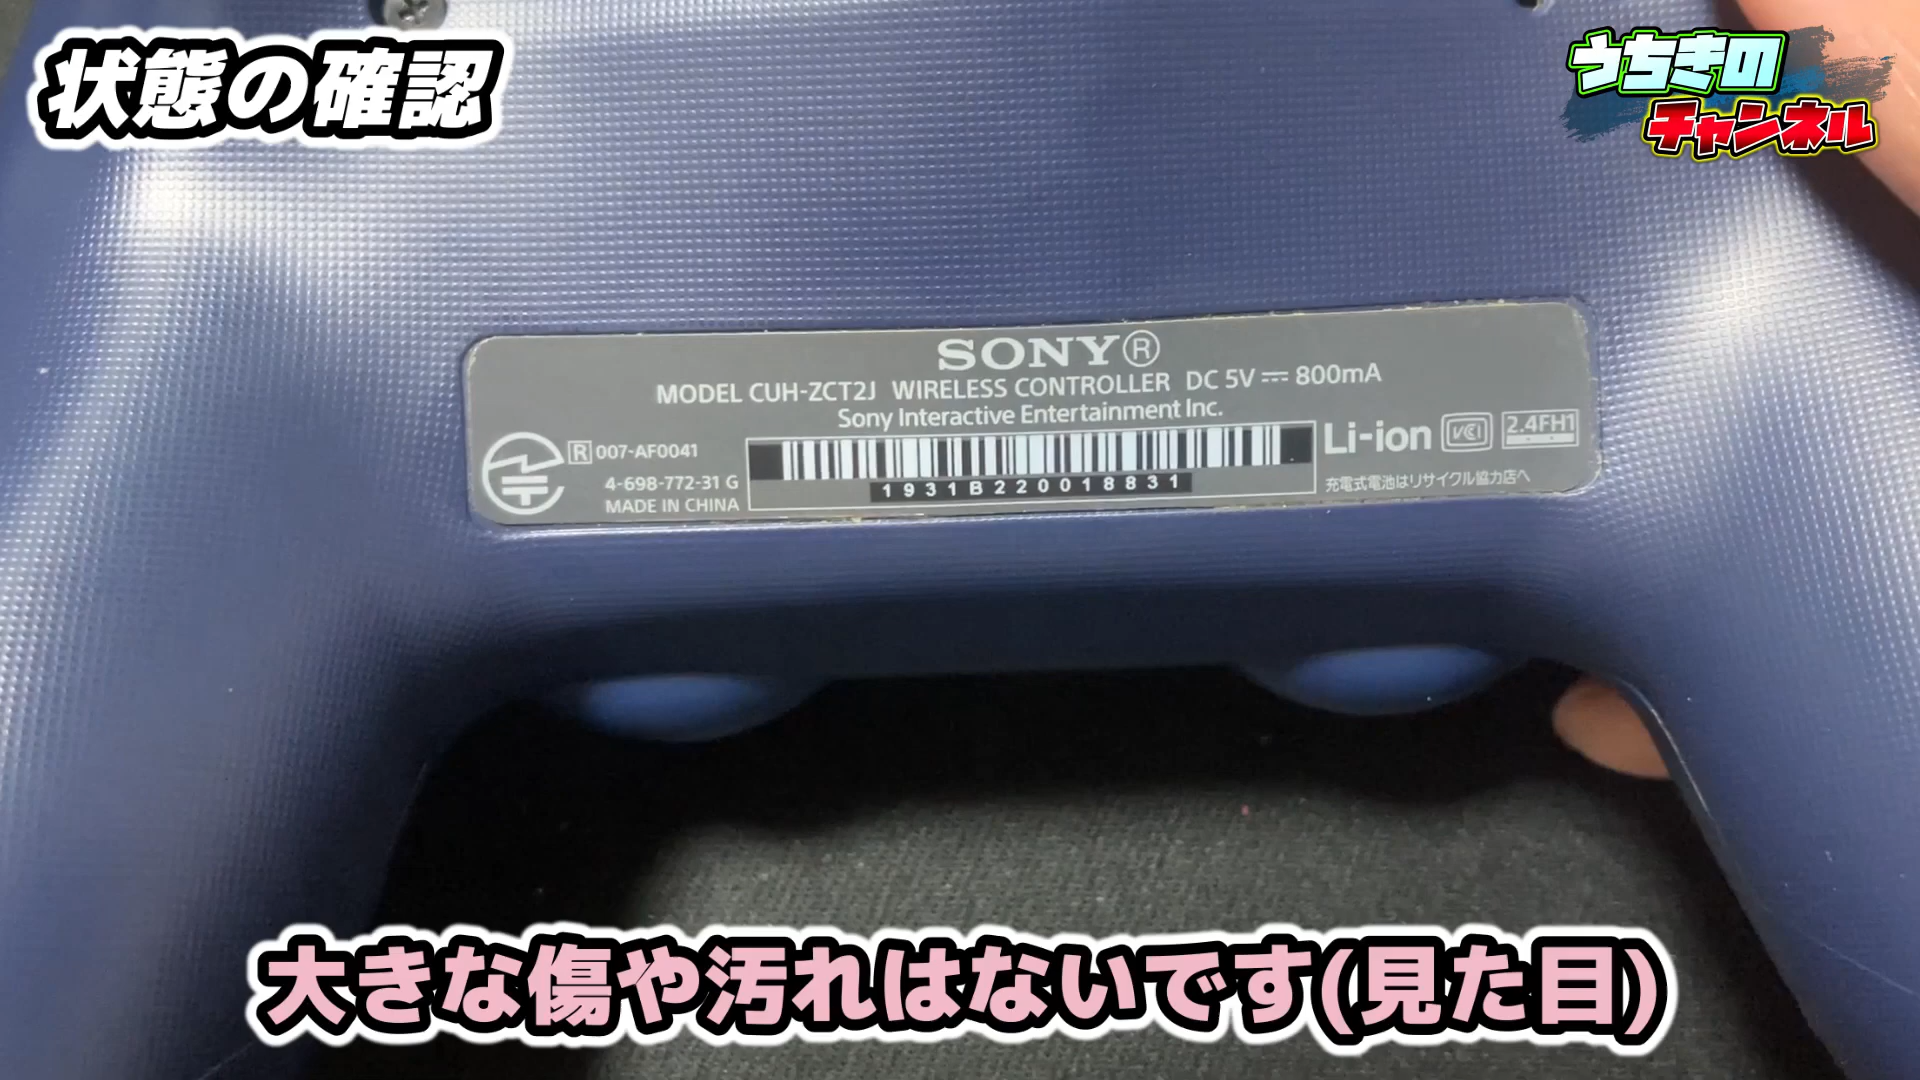 状態の確認
うちきの
チャンネル
SONY®
MODEL CUH-ZCT2J WIRELESS CONTROLLER DC 5V ⎓ 800mA
Sony Interactive Entertainment Inc.
R 007-AF0041
4-698-772-31 G
MADE IN CHINA
1931B220018831
Li-ion VCCI 2.4FH1
充電式電池はリサイクル協力店へ
大きな傷や汚れはないです(見た目)